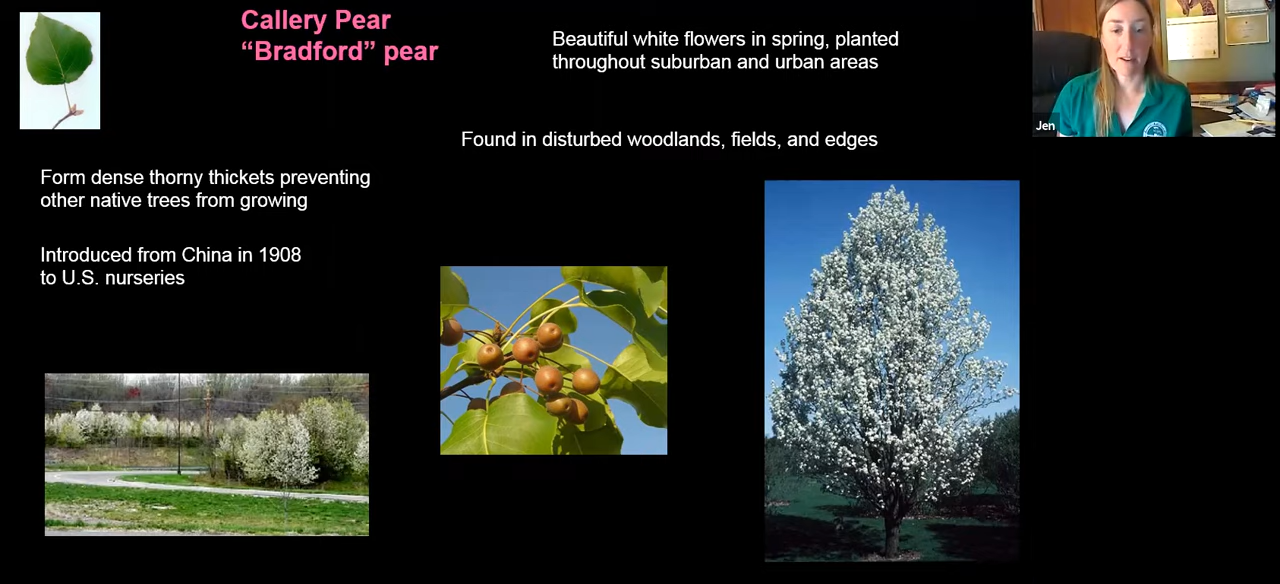 Callery Pear
“Bradford” pear
Beautiful white flowers in spring, planted
throughout suburban and urban areas
Jen
Found in disturbed woodlands, fields, and edges
Form dense thorny thickets preventing
other native trees from growing
Introduced from China in 1908
to U.S. nurseries